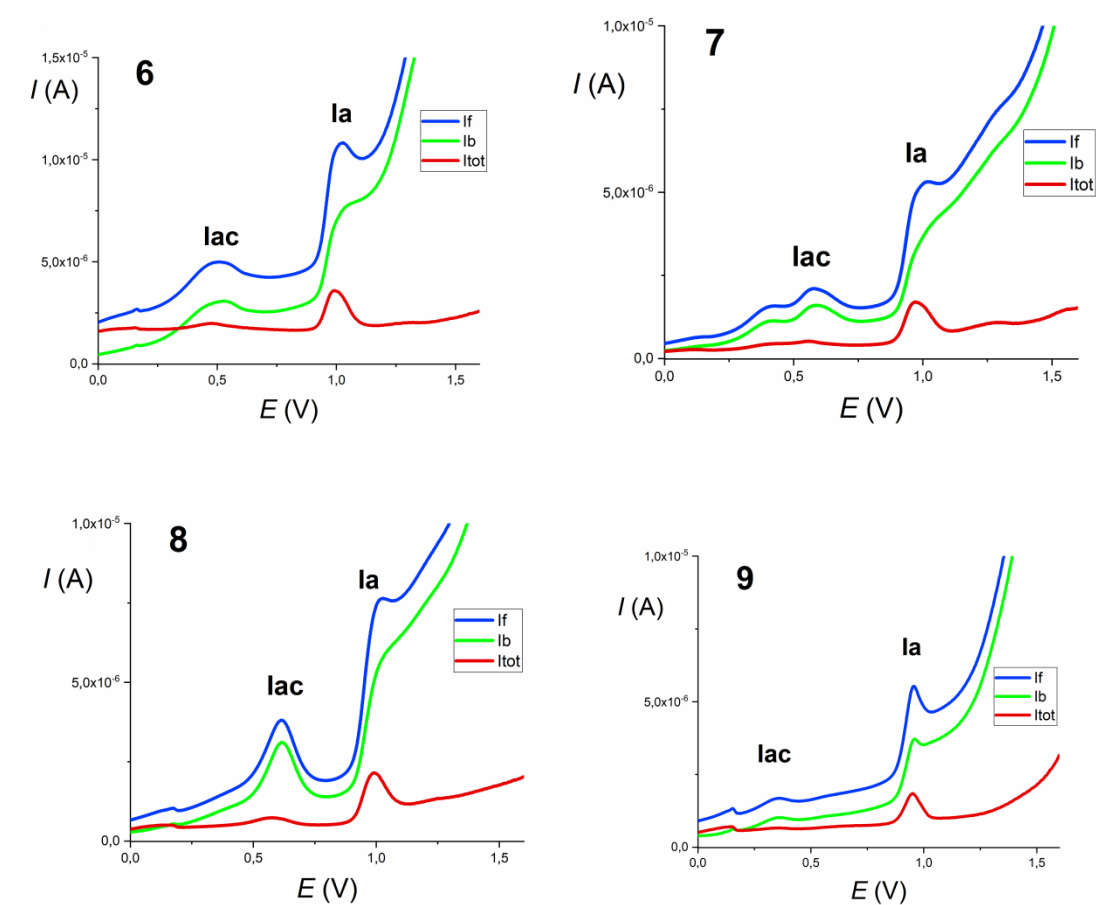 6
I (A)
1,5x10⁻⁵
1,0x10⁻⁵
5,0x10⁻⁶
0,0
0,0 0,5 1,0 1,5
E (V)
Iac
Ia
If
Ib
Itot
7
I (A)
1,0x10⁻⁵
5,0x10⁻⁶
0,0
0,0 0,5 1,0 1,5
E (V)
Iac
Ia
If
Ib
Itot
8
I (A)
1,0x10⁻⁵
5,0x10⁻⁶
0,0
0,0 0,5 1,0 1,5
E (V)
Iac
Ia
If
Ib
Itot
9
I (A)
1,0x10⁻⁵
5,0x10⁻⁶
0,0
0,0 0,5 1,0 1,5
E (V)
Iac
Ia
If
Ib
Itot